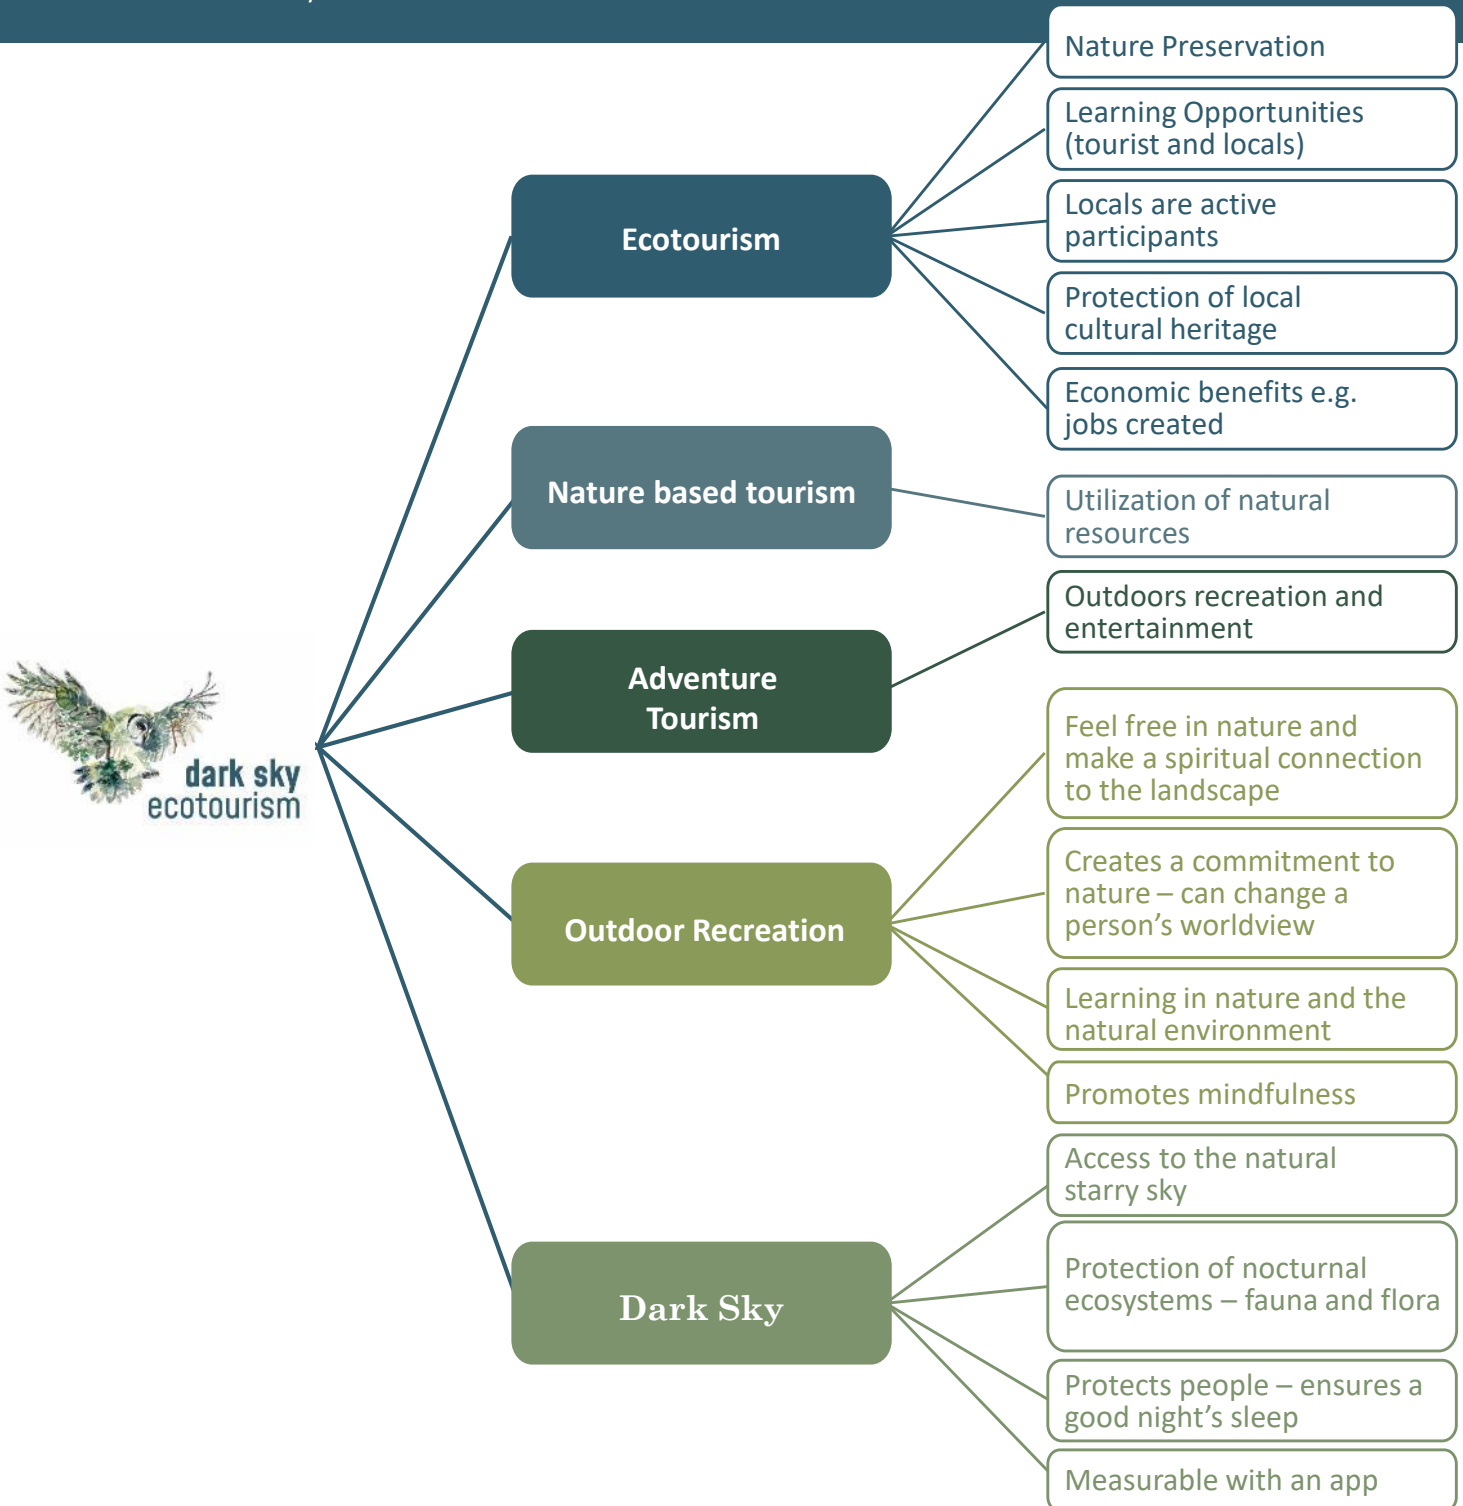 Nature Preservation
Learning Opportunities
(tourist and locals)
Locals are active
participants
Protection of local
cultural heritage
Economic benefits e.g.
jobs created
Ecotourism
Nature based tourism
Utilization of natural
resources
Adventure
Tourism
Outdoors recreation and
entertainment
dark sky
ecotourism
Outdoor Recreation
Feel free in nature and
make a spiritual connection
to the landscape
Creates a commitment to
nature – can change a
person’s worldview
Learning in nature and the
natural environment
Promotes mindfulness
Dark Sky
Access to the natural
starry sky
Protection of nocturnal
ecosystems – fauna and flora
Protects people – ensures a
good night’s sleep
Measurable with an app